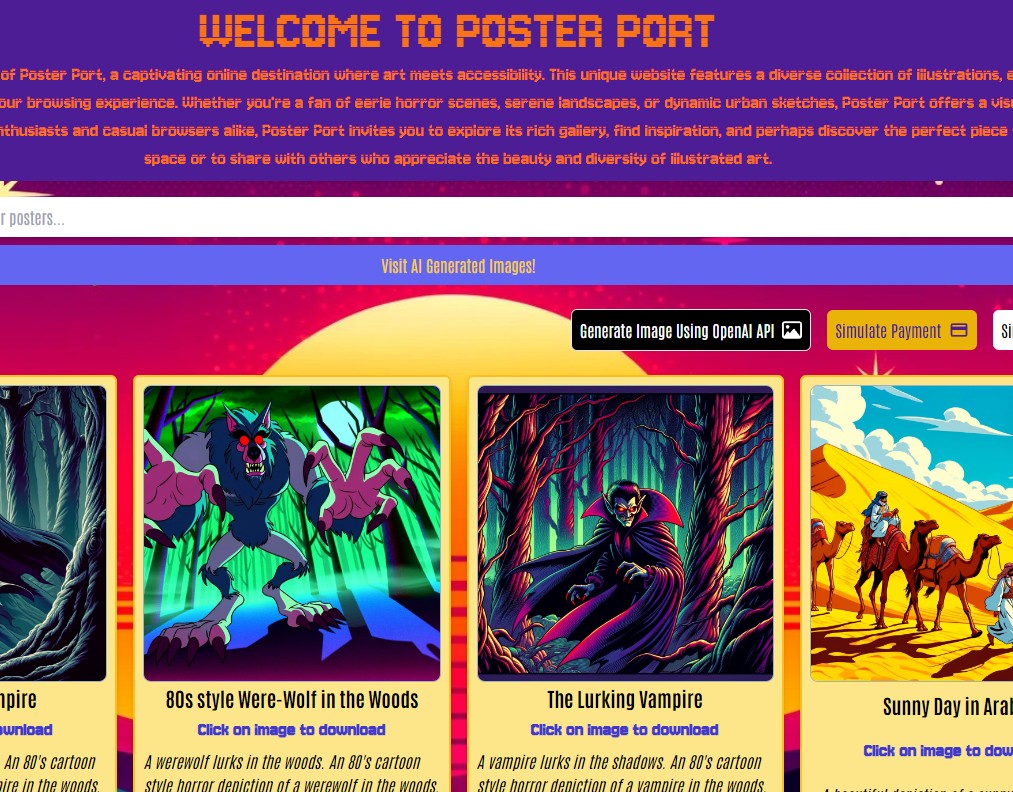 WELCOME TO POSTER PORT
of Poster Port, a captivating online destination where art meets accessibility. This unique website features a diverse collection of illustrations, e
our browsing experience. Whether you're a fan of eerie horror scenes, serene landscapes, or dynamic urban sketches, Poster Port offers a visu
nthusiasts and casual browsers alike, Poster Port invites you to explore its rich gallery, find inspiration, and perhaps discover the perfect piece
space or to share with others who appreciate the beauty and diversity of illustrated art.
r posters...
Visit AI Generated Images!
Generate Image Using OpenAI API
Simulate Payment
Si
mpire
80s style Were-Wolf in the Woods
The Lurking Vampire
Sunny Day in Arab
ownload
Click on image to download
Click on image to download
Click on image to dow
. An 80's cartoon
A werewolf lurks in the woods. An 80's cartoon
A vampire lurks in the shadows. An 80's cartoon
ire in the woods.
style horror depiction of a werewolf in the woods.
style horror depiction of a vampire in the woods.